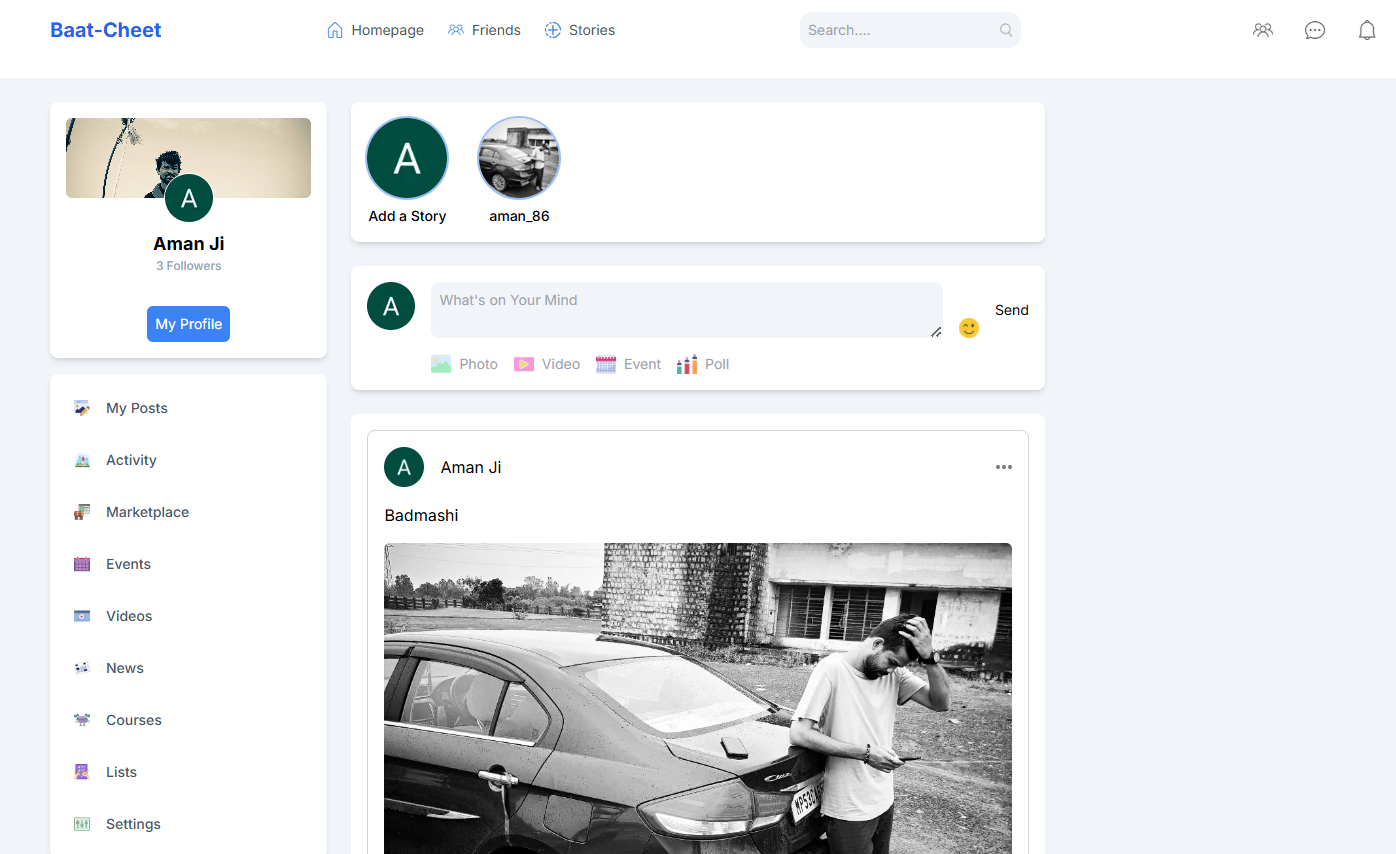 Baat-Cheet
Homepage
Friends
Stories
Search....
A
Aman Ji
3 Followers
My Profile
My Posts
Activity
Marketplace
Events
Videos
News
Courses
Lists
Settings
A
Add a Story
aman_86
A
What's on Your Mind
Send
Photo
Video
Event
Poll
A
Aman Ji
Badmashi